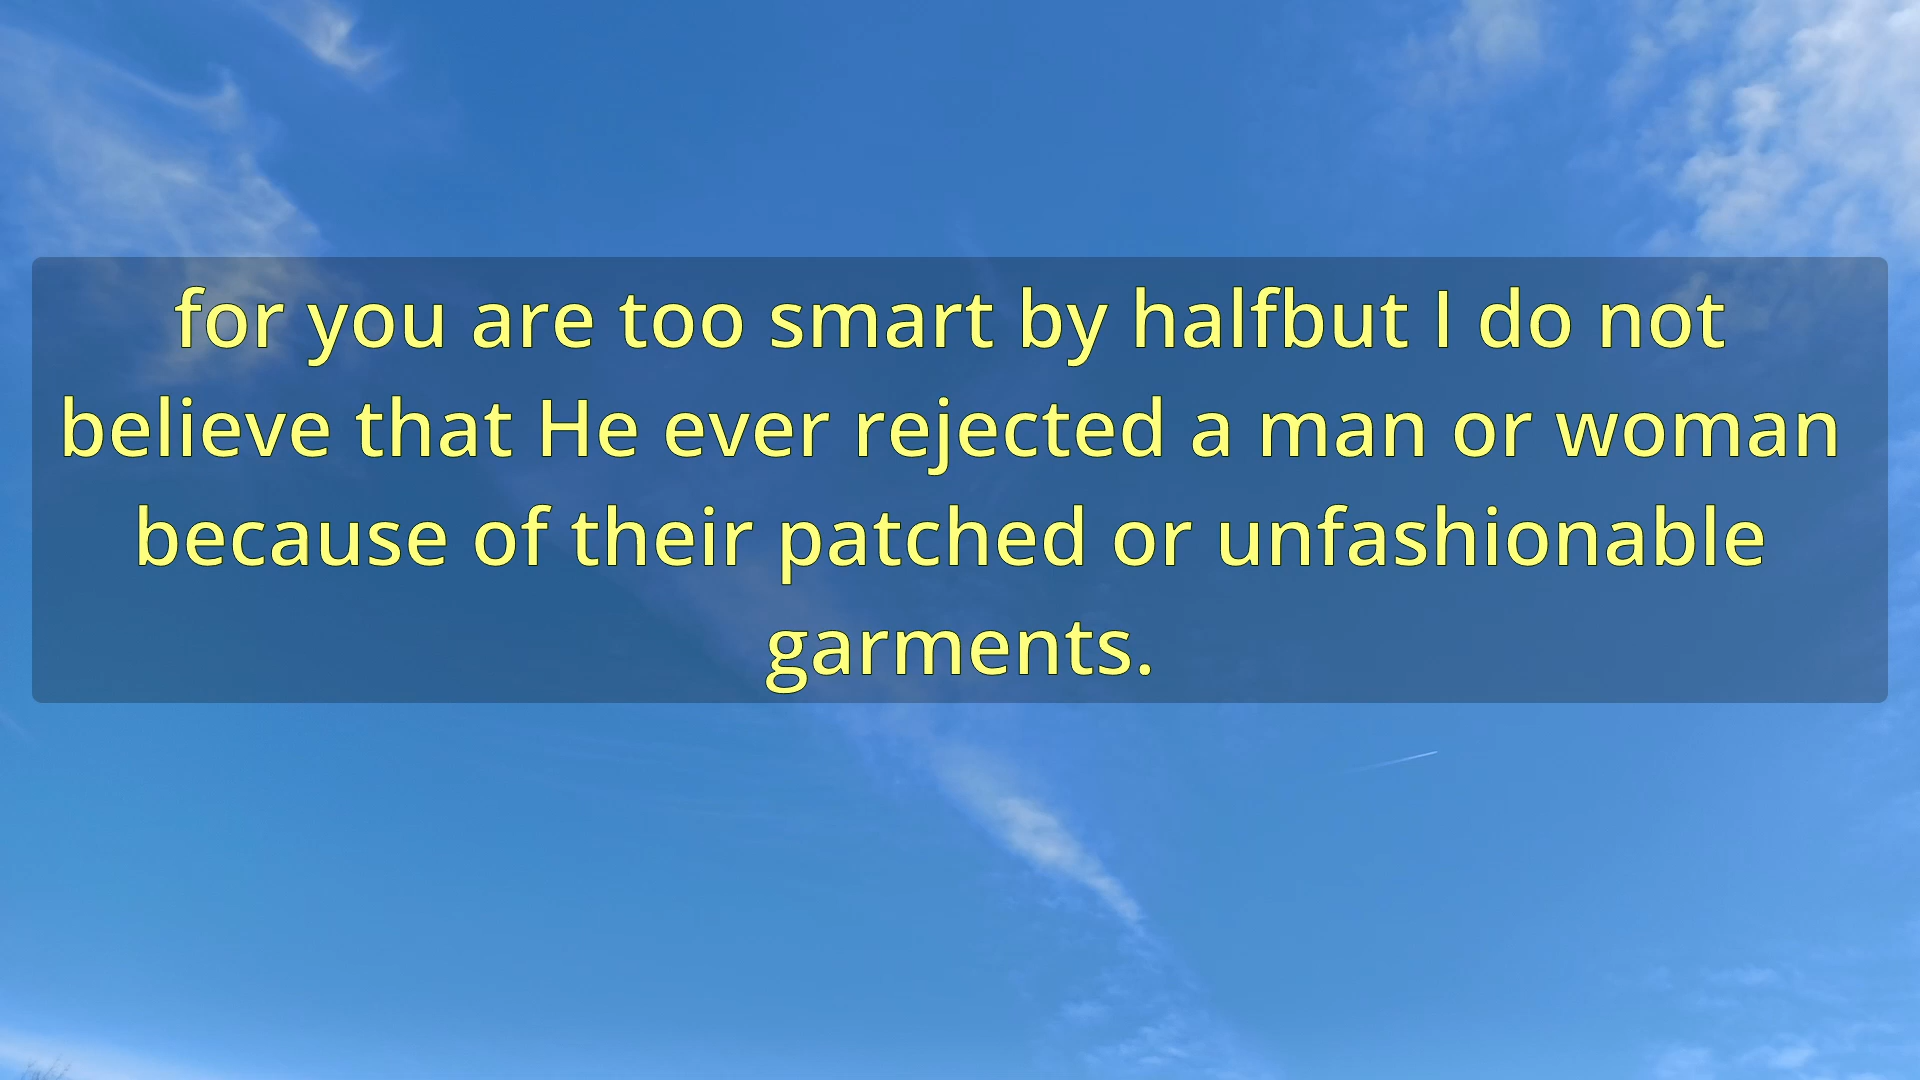 for you are too smart by halfbut I do not
believe that He ever rejected a man or woman
because of their patched or unfashionable
garments.